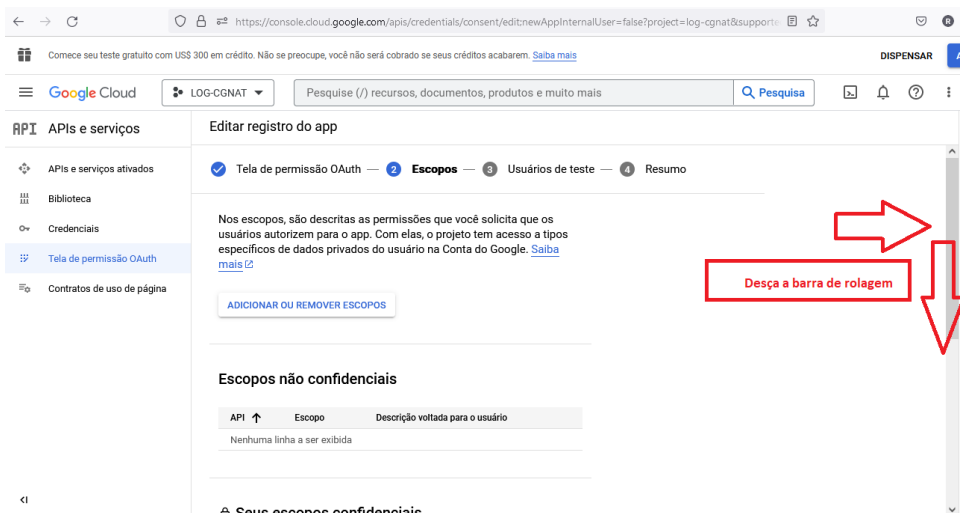 https://console.cloud.google.com/apis/credentials/consent/edit;newAppInternalUser=false?project=log-cgnat&supporte
Comece seu teste gratuito com US$ 300 em crédito. Não se preocupe, você não será cobrado se seus créditos acabarem. Saiba mais
DISPENSAR
Google Cloud
LOG-CGNAT
Pesquise (/) recursos, documentos, produtos e muito mais
Pesquisa
API APIs e serviços
Editar registro do app
APIs e serviços ativados
Biblioteca
Credenciais
Tela de permissão OAuth
Contratos de uso de página
Tela de permissão OAuth — 2 Escopos — 3 Usuários de teste — 4 Resumo
Nos escopos, são descritas as permissões que você solicita que os
usuários autorizem para o app. Com elas, o projeto tem acesso a tipos
específicos de dados privados do usuário na Conta do Google. Saiba
mais
Desça a barra de rolagem
ADICIONAR OU REMOVER ESCOPOS
Escopos não confidenciais
API Escopo Descrição voltada para o usuário
Nenhuma linha a ser exibida
Seus escopos confidenciais